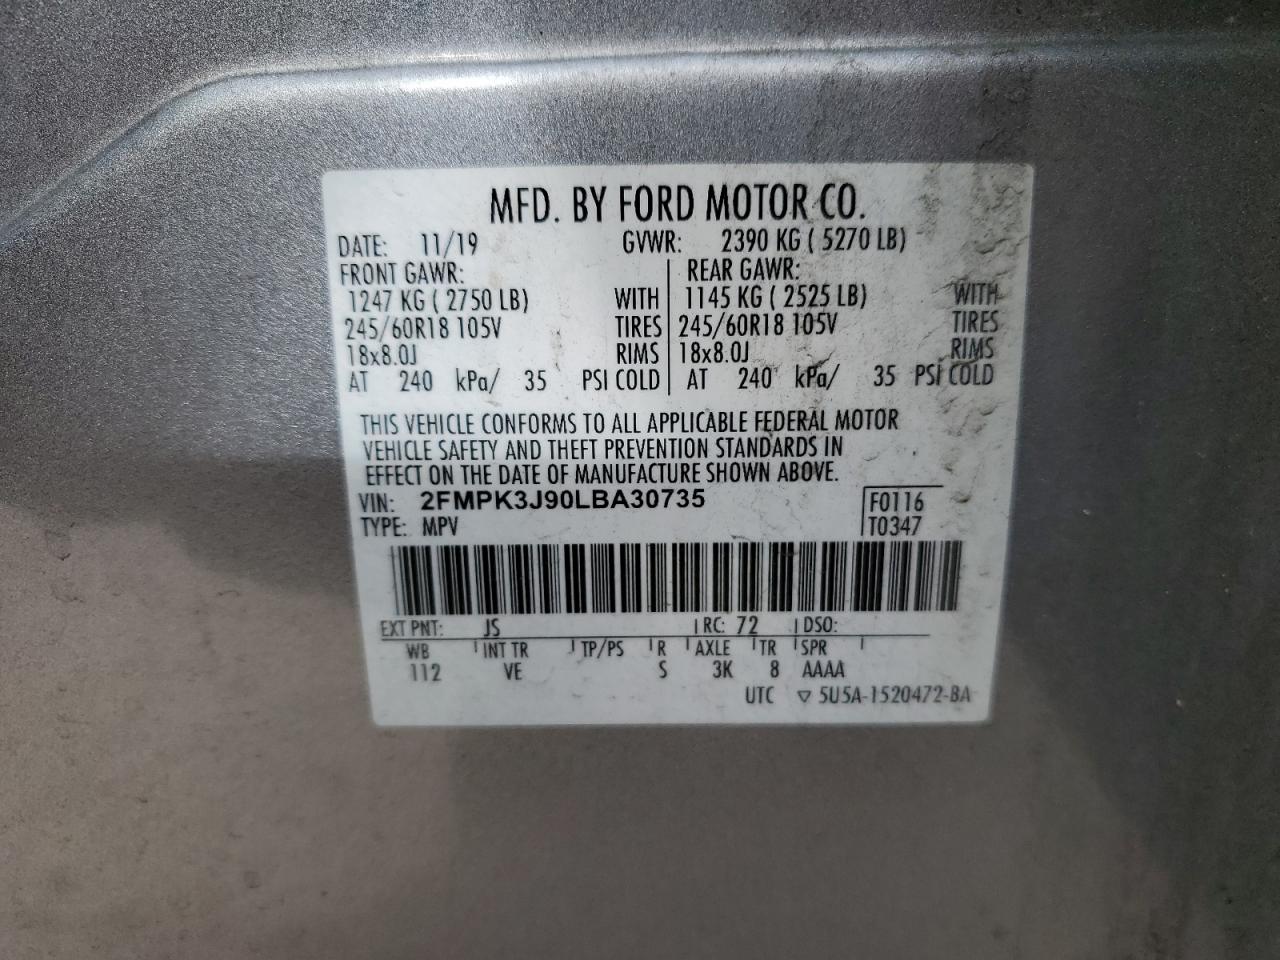 MFD. BY FORD MOTOR CO.
DATE: 11/19 GVWR: 2390 KG ( 5270 LB)
FRONT GAWR: REAR GAWR:
1247 KG ( 2750 LB) WITH 1145 KG ( 2525 LB) WITH
245/60R18 105V TIRES 245/60R18 105V TIRES
18x8.0J RIMS 18x8.0J RIMS
AT 240 kPa/ 35 PSI COLD AT 240 kPa/ 35 PSI COLD
THIS VEHICLE CONFORMS TO ALL APPLICABLE FEDERAL MOTOR
VEHICLE SAFETY AND THEFT PREVENTION STANDARDS IN
EFFECT ON THE DATE OF MANUFACTURE SHOWN ABOVE.
VIN: 2FMPK3J90LBA30735 F0116
TYPE: MPV T0347
EXT PNT: JS RC: 72 DSO:
WB INT TR TP/PS R AXLE TR SPR
112 VE S 3K 8 AAAA
UTC ▽ 5U5A-1520472-BA